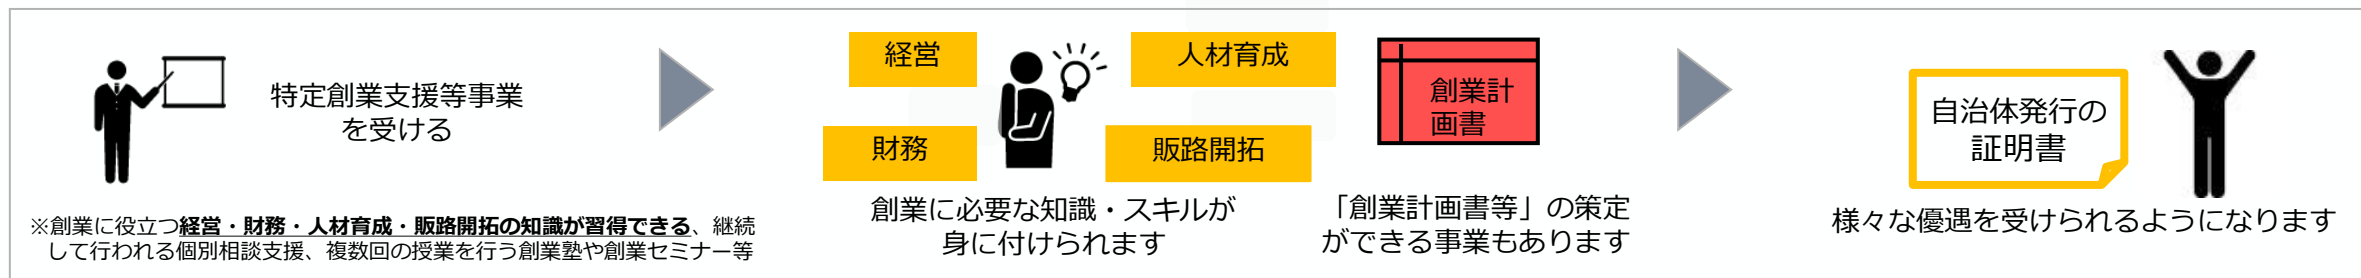 特定創業支援等事業
を受ける
※創業に役立つ経営・財務・人材育成・販路開拓の知識が習得できる、継続
して行われる個別相談支援、複数回の授業を行う創業塾や創業セミナー等
経営
人材育成
財務
販路開拓
創業に必要な知識・スキルが
身に付けられます
創業計
画書
「創業計画書等」の策定
ができる事業もあります
自治体発行の
証明書
様々な優遇を受けられるようになります